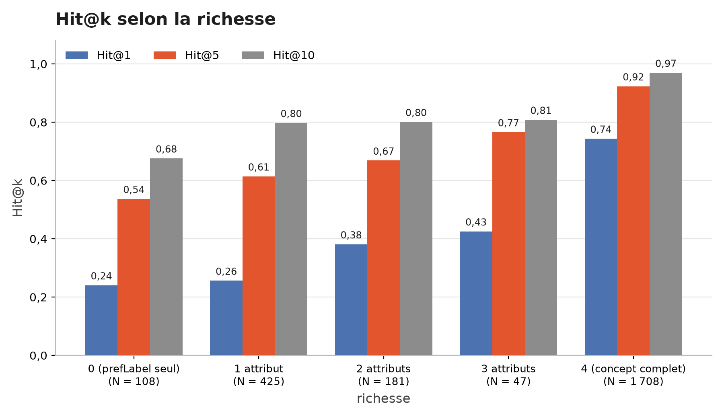 Hit@k selon la richesse
Hit@1 Hit@5 Hit@10
Hit@k
1,0
0,8
0,6
0,4
0,2
0,0
0,24 0,54 0,68
0,26 0,61 0,80
0,38 0,67 0,80
0,43 0,77 0,81
0,74 0,92 0,97
0 (prefLabel seul) 1 attribut 2 attributs 3 attributs 4 (concept complet)
(N = 108) (N = 425) (N = 181) (N = 47) (N = 1 708)
richesse